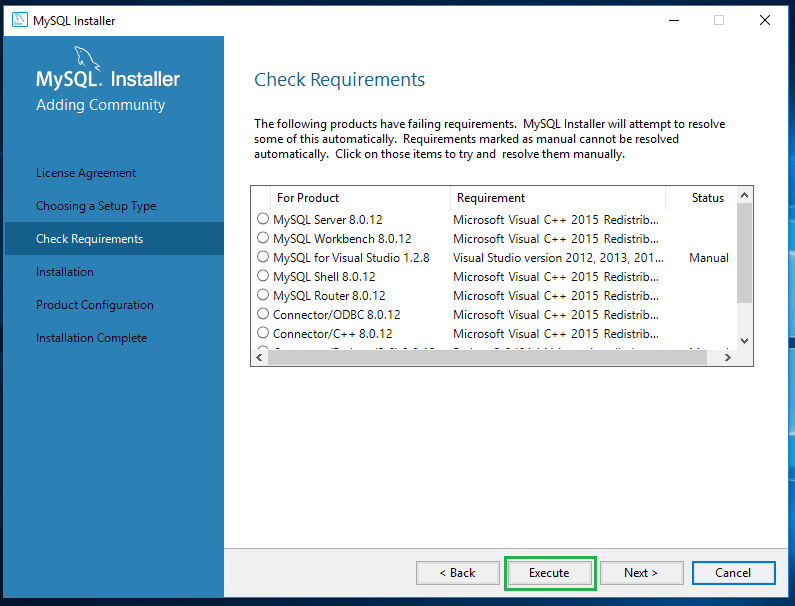 MySQL Installer
MySQL. Installer
Adding Community
License Agreement
Choosing a Setup Type
Check Requirements
Installation
Product Configuration
Installation Complete
Check Requirements
The following products have failing requirements. MySQL Installer will attempt to resolve
some of this automatically. Requirements marked as manual cannot be resolved
automatically. Click on those items to try and resolve them manually.
For Product Requirement Status
MySQL Server 8.0.12 Microsoft Visual C++ 2015 Redistrib...
MySQL Workbench 8.0.12 Microsoft Visual C++ 2015 Redistrib...
MySQL for Visual Studio 1.2.8 Visual Studio version 2012, 2013, 201... Manual
MySQL Shell 8.0.12 Microsoft Visual C++ 2015 Redistrib...
MySQL Router 8.0.12 Microsoft Visual C++ 2015 Redistrib...
Connector/ODBC 8.0.12 Microsoft Visual C++ 2015 Redistrib...
Connector/C++ 8.0.12 Microsoft Visual C++ 2015 Redistrib...
< Back Execute Next > Cancel